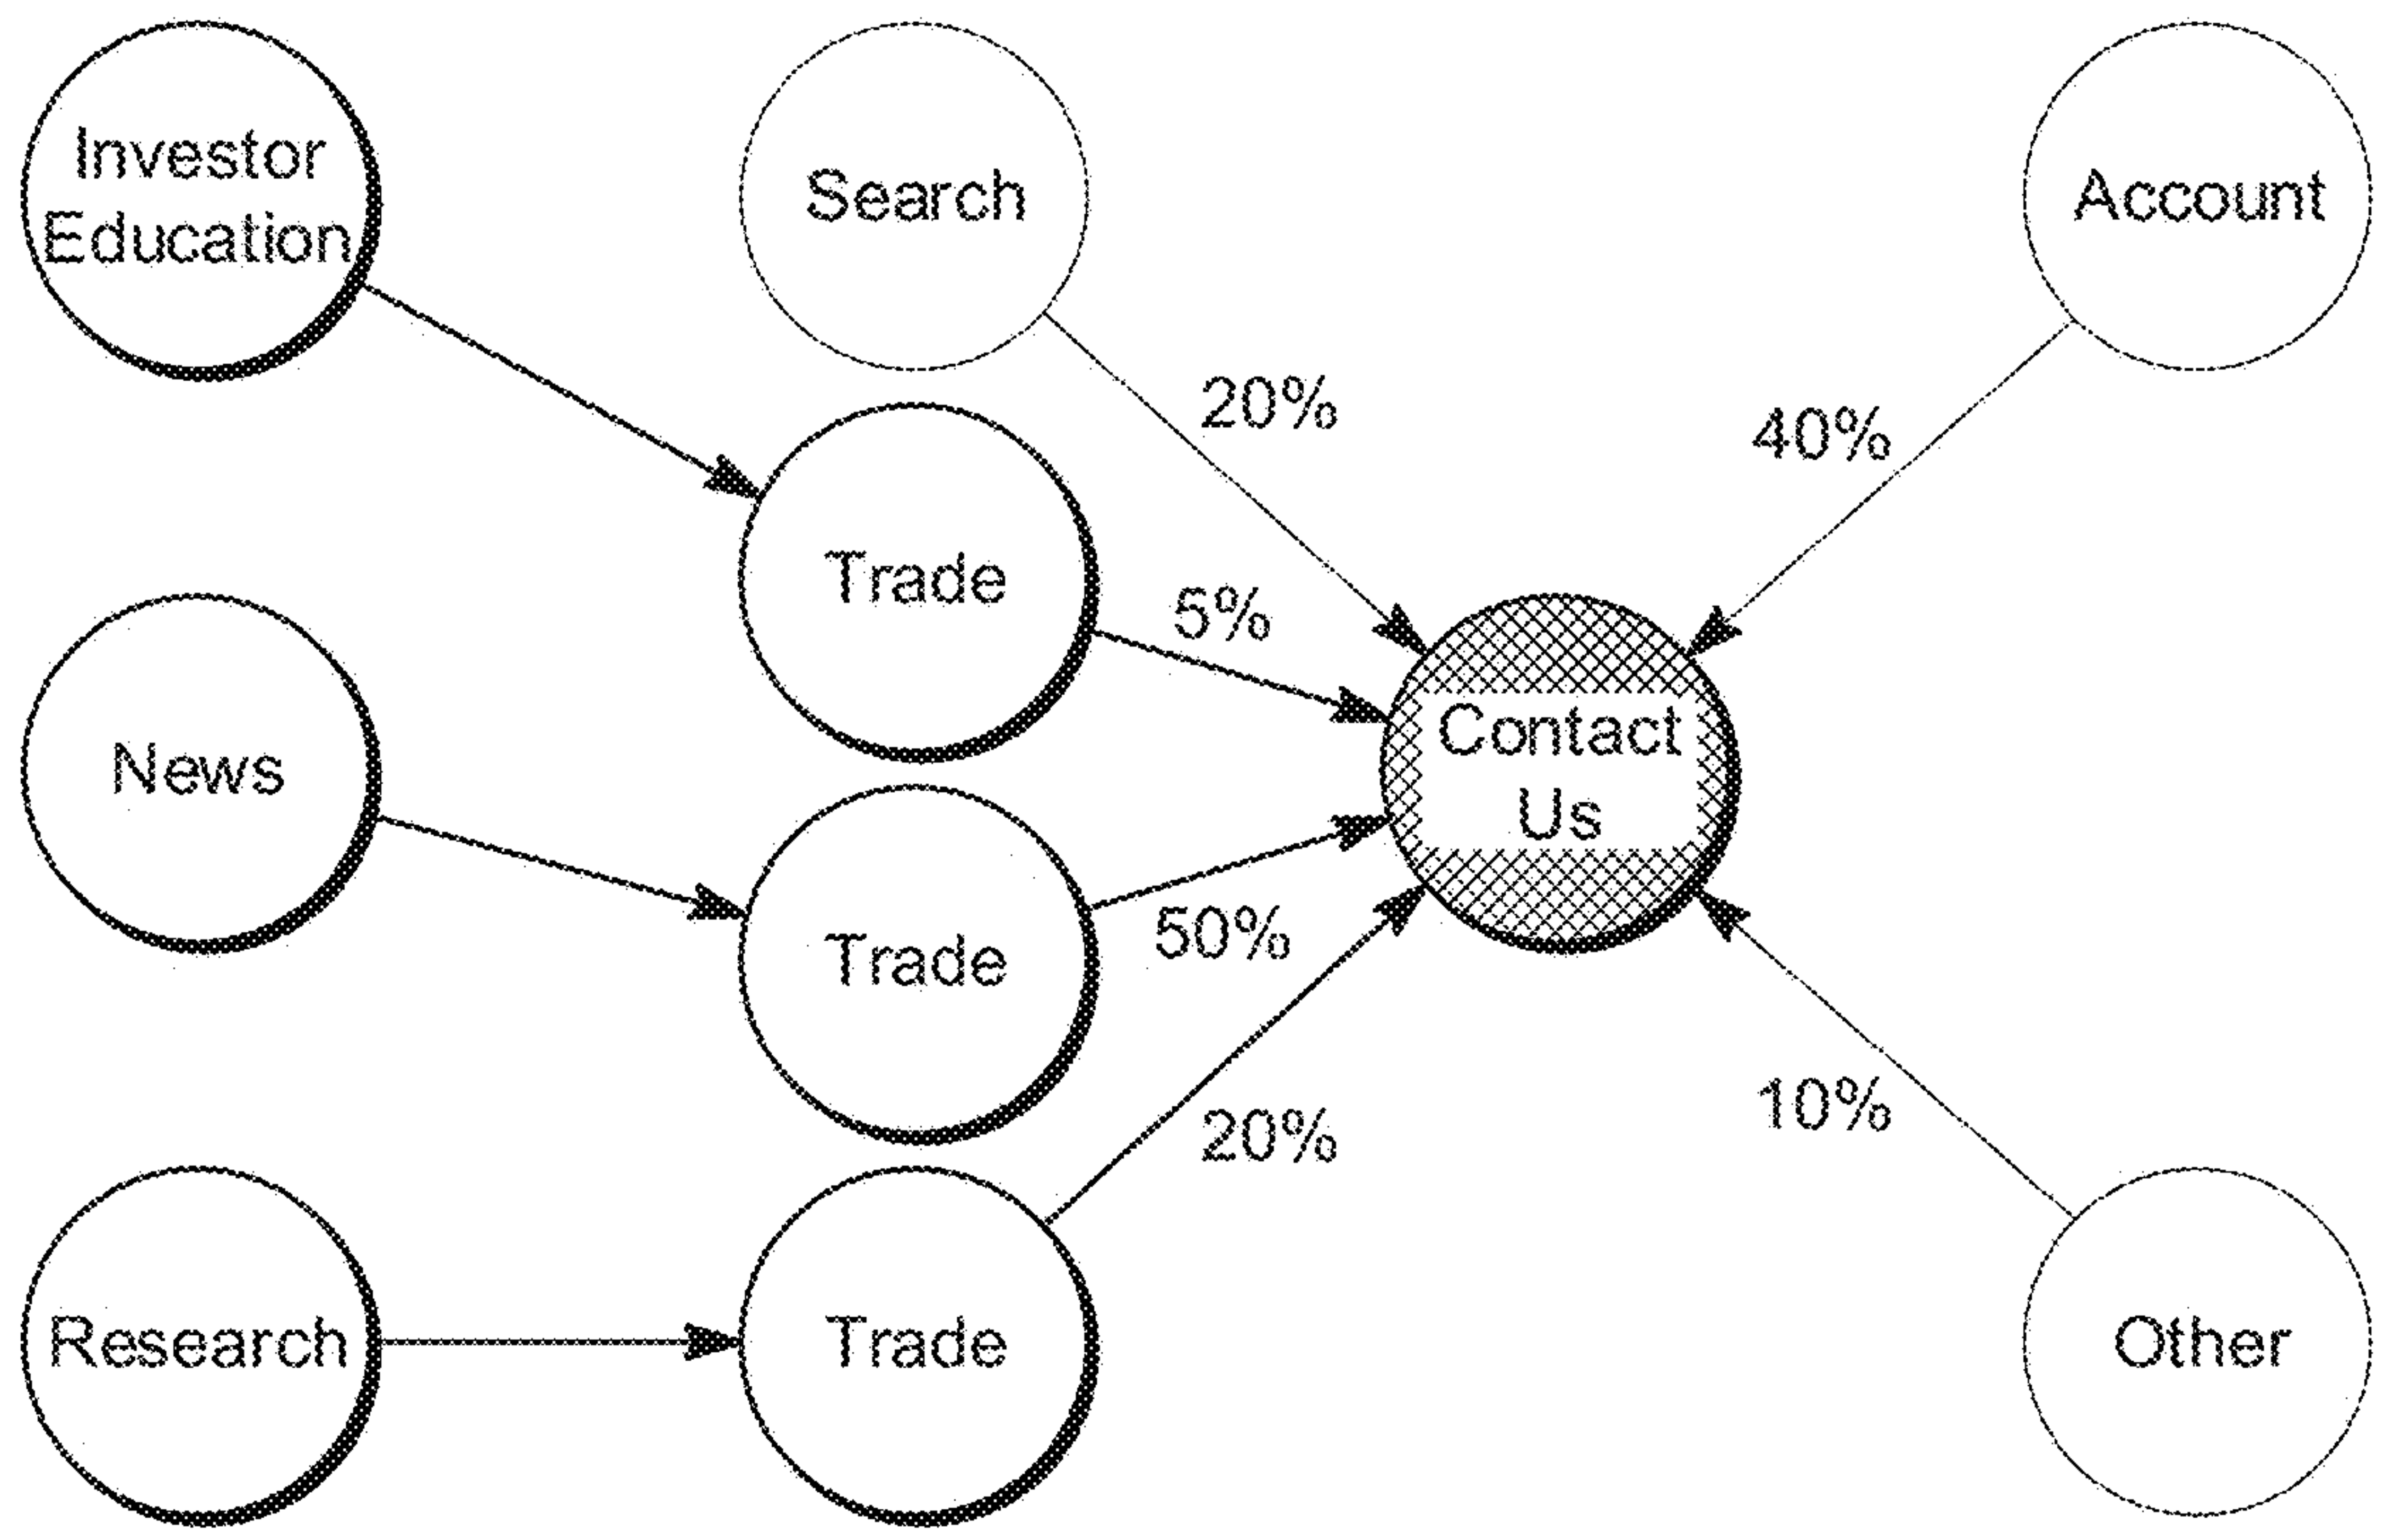 Investor
Education
Search
Account
20%
40%
Trade
5%
News
Contact
Us
Trade
50%
20%
10%
Research
Trade
Other